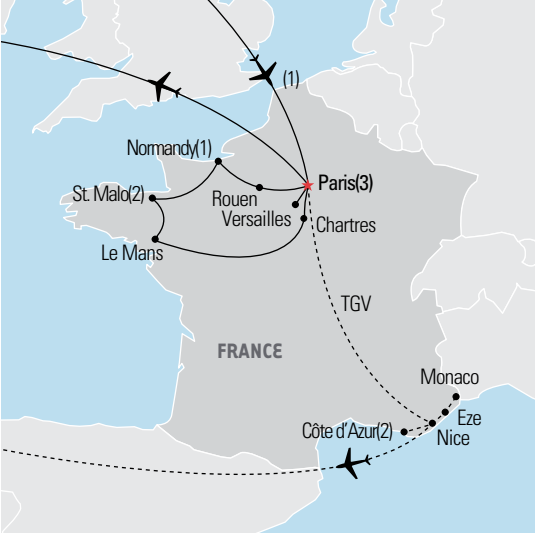 (1)
Normandy(1)
St. Malo(2)
Rouen
Paris(3)
Versailles
Chartres
Le Mans
TGV
FRANCE
Monaco
Eze
Côte d'Azur(2)
Nice